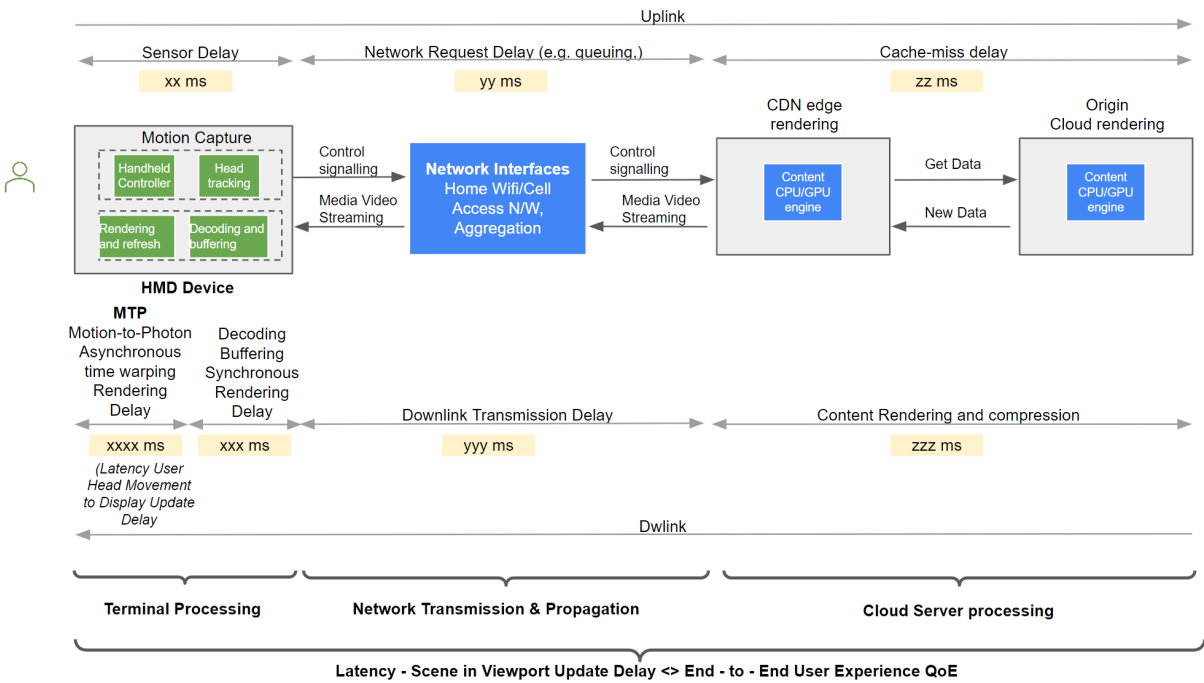 Uplink
Sensor Delay
Network Request Delay (e.g. queuing,)
Cache-miss delay
xx ms
yy ms
zz ms
CDN edge
rendering
Origin
Cloud rendering
Motion Capture
Handheld
Controller
Head
tracking
Rendering
and refresh
Decoding and
buffering
HMD Device
Control
signalling
Media Video
Streaming
Network Interfaces
Home Wifi/Cell
Access N/W,
Aggregation
Control
signalling
Media Video
Streaming
Content
CPU/GPU
engine
Get Data
New Data
Content
CPU/GPU
engine
MTP
Motion-to-Photon
Asynchronous
time warping
Rendering
Delay
Decoding
Buffering
Synchronous
Rendering
Delay
Downlink Transmission Delay
Content Rendering and compression
xxxx ms
xxx ms
yyy ms
zzz ms
(Latency User
Head Movement
to Display Update
Delay
Dwlink
Terminal Processing
Network Transmission & Propagation
Cloud Server processing
Latency - Scene in Viewport Update Delay <> End - to - End User Experience QoE